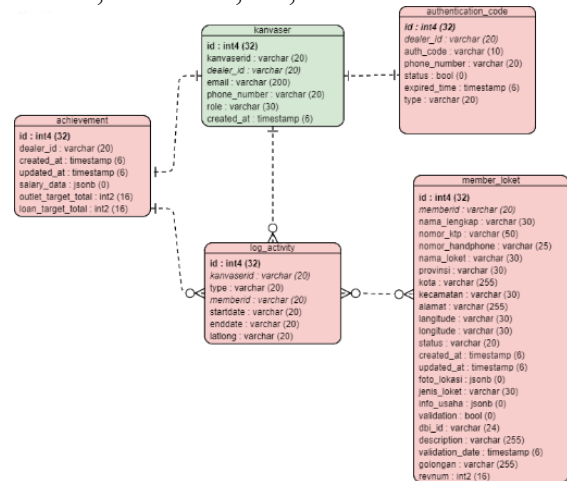 kanvaser
id : int4 (32)
kanvaserid : varchar (20)
dealer_id : varchar (20)
email : varchar (200)
phone_number : varchar (20)
role : varchar (30)
created_at : timestamp (6)
authentication_code
id : int4 (32)
dealer_id : varchar (20)
auth_code : varchar (10)
phone_number : varchar (20)
status : bool (0)
expired_time : timestamp (6)
type : varchar (20)
achievement
id : int4 (32)
dealer_id : varchar (20)
created_at : timestamp (6)
updated_at : timestamp (6)
salary_data : jsonb (0)
outlet_target_total : int2 (16)
loan_target_total : int2 (16)
log_activity
id : int4 (32)
kanvaserid : varchar (20)
type : varchar (20)
memberid : varchar (20)
startdate : varchar (20)
enddate : varchar (20)
latlong : varchar (20)
member_loket
id : int4 (32)
memberid : varchar (20)
nama_lengkap : varchar (30)
nomor_ktp : varchar (50)
nomor_handphone : varchar (25)
nama_loket : varchar (30)
provinsi : varchar (30)
kota : varchar (255)
kecamatan : varchar (30)
alamat : varchar (255)
langitude : varchar (30)
longitude : varchar (30)
status : varchar (20)
created_at : timestamp (6)
updated_at : timestamp (6)
foto_lokasi : jsonb (0)
jenis_loket : varchar (30)
info_usaha : jsonb (0)
validation : bool (0)
dbi_id : varchar (24)
description : varchar (255)
validation_date : timestamp (6)
golongan : varchar (255)
revnum : int2 (16)